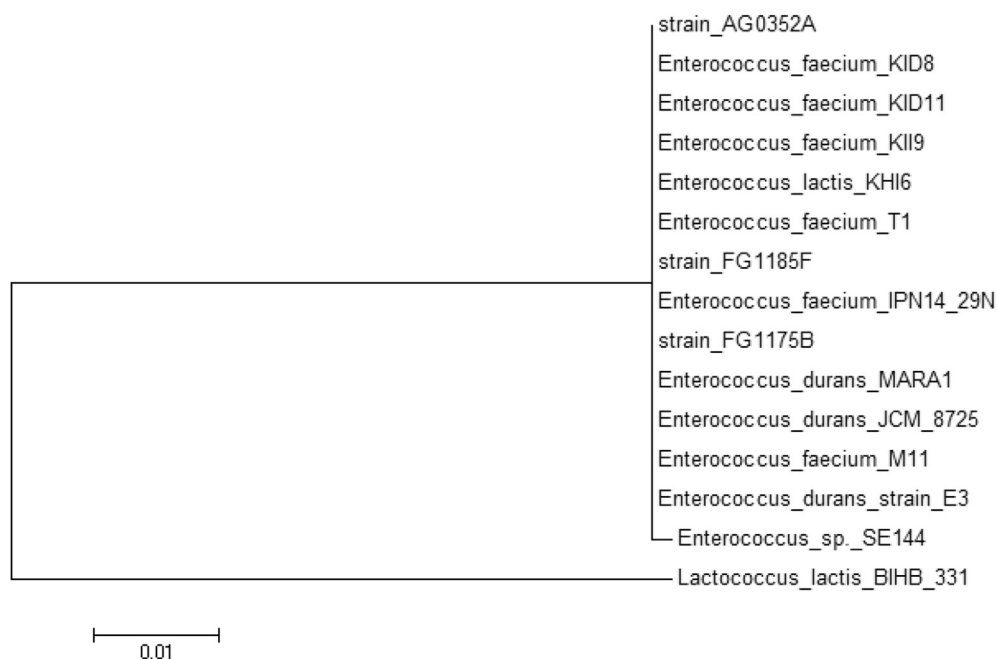 strain_AG0352A
Enterococcus_faecium_KID8
Enterococcus_faecium_KID11
Enterococcus_faecium_KII9
Enterococcus_lactis_KHI6
Enterococcus_faecium_T1
strain_FG1185F
Enterococcus_faecium_IPN14_29N
strain_FG1175B
Enterococcus_durans_MARA1
Enterococcus_durans_JCM_8725
Enterococcus_faecium_M11
Enterococcus_durans_strain_E3
Enterococcus_sp._SE144
Lactococcus_lactis_BIHB_331
0.01